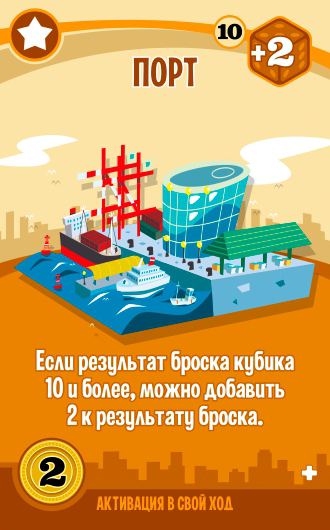 10
+2
ПОРТ
Если результат броска кубика
10 и более, можно добавить
2 к результату броска.
2
+
АКТИВАЦИЯ В СВОЙ ХОД